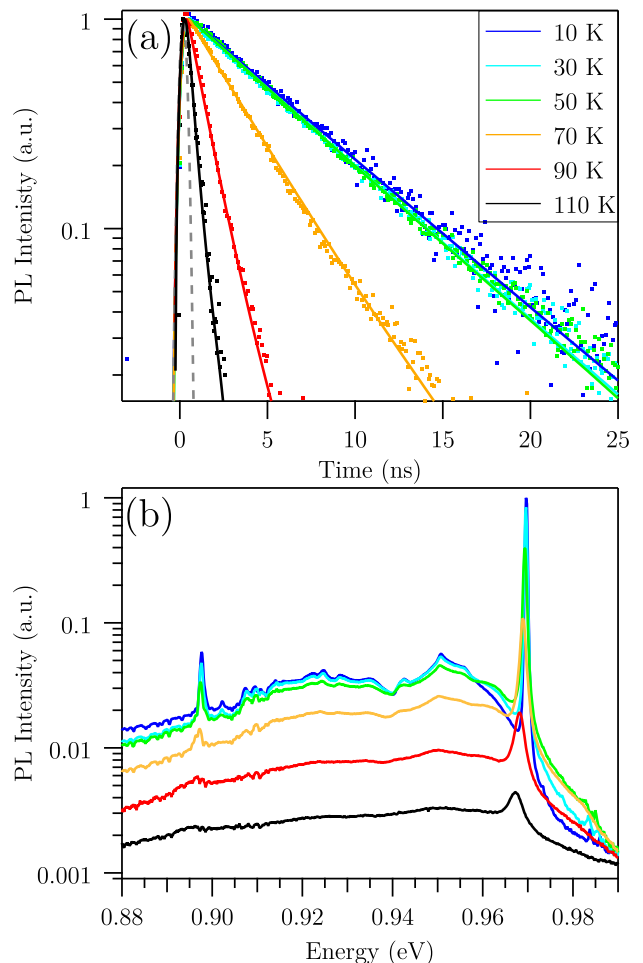 (a)
10 K
30 K
50 K
70 K
90 K
110 K
1
0.1
PL Intenisty (a.u.)
0 5 10 15 20 25
Time (ns)
(b)
1
0.1
0.01
0.001
PL Intensity (a.u.)
0.88 0.90 0.92 0.94 0.96 0.98
Energy (eV)